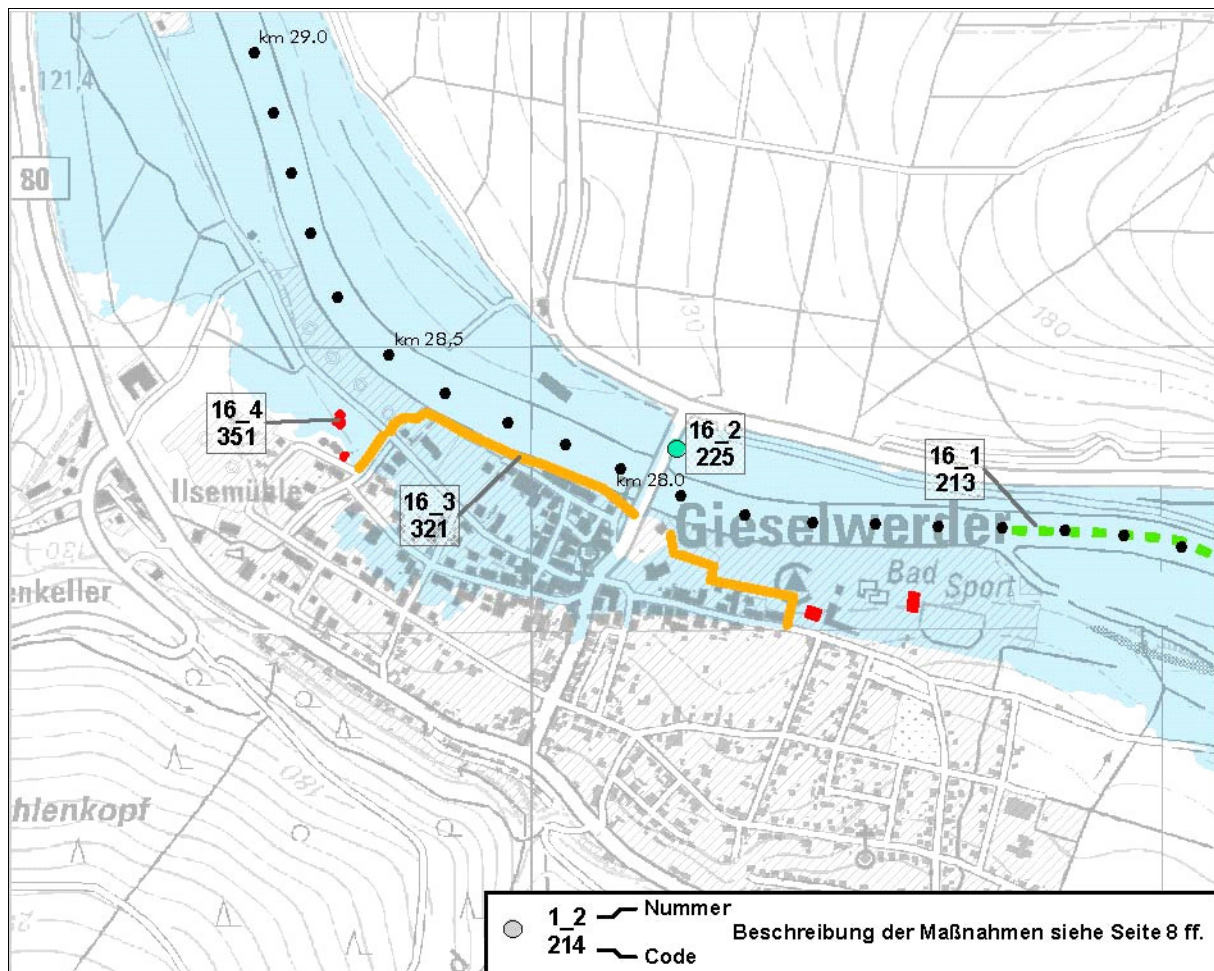 km 29.0
121,4
80
km 28,5
16_4
351
16_2
225
16_1
213
130
180
Ilsemühle
16_3
321
km 28.0
Gieselwerder
Bad
Sport
130
enkeller
180
hlenkopf
1_2
Nummer
214
Code
Beschreibung der Maßnahmen siehe Seite 8 ff.